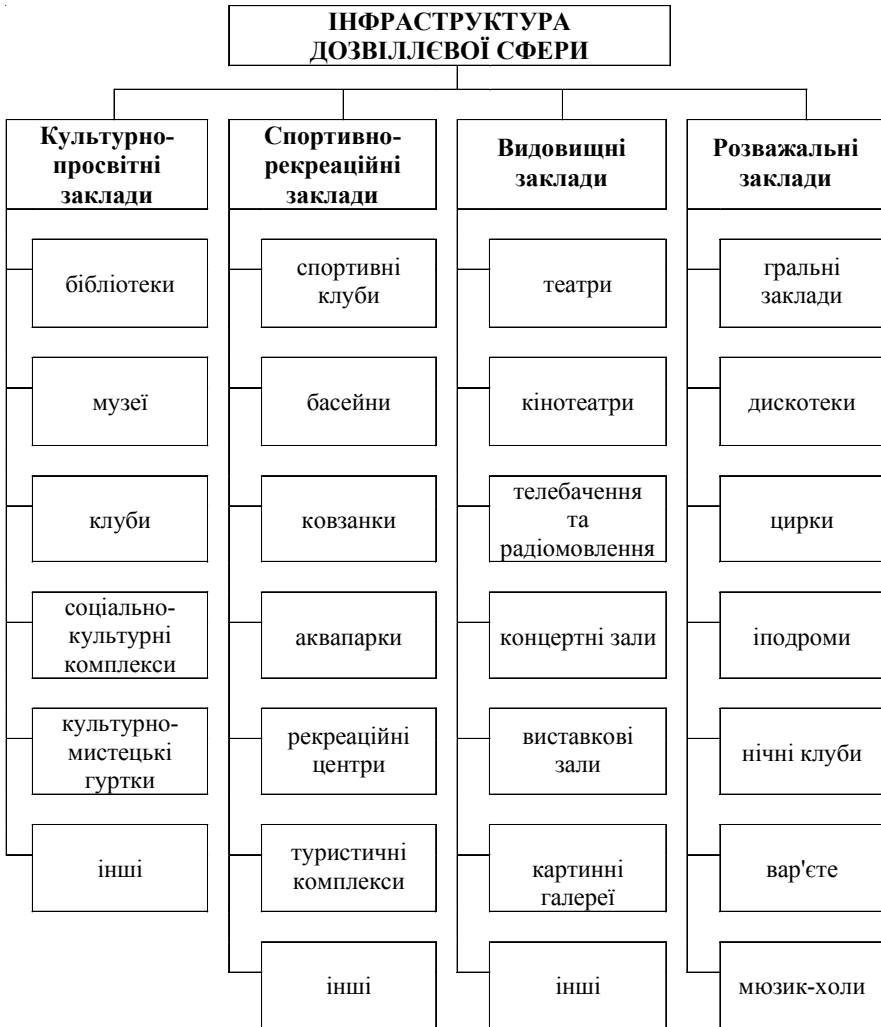 ІНФРАСТРУКТУРА
ДОЗВІЛЛЄВОЇ СФЕРИ
Культурно-
просвітні
заклади
бібліотеки
музеї
клуби
соціально-
культурні
комплекси
культурно-
мистецькі
гуртки
інші
Спортивно-
рекреаційні
заклади
спортивні
клуби
басейни
ковзанки
аквапарки
рекреаційні
центри
туристичні
комплекси
інші
Видовищні
заклади
театри
кінотеатри
телебачення
та
радіомовлення
концертні зали
виставкові
зали
картинні
галереї
інші
Розважальні
заклади
гральні
заклади
дискотеки
цирки
іподроми
нічні клуби
вар'єте
мюзик-холи